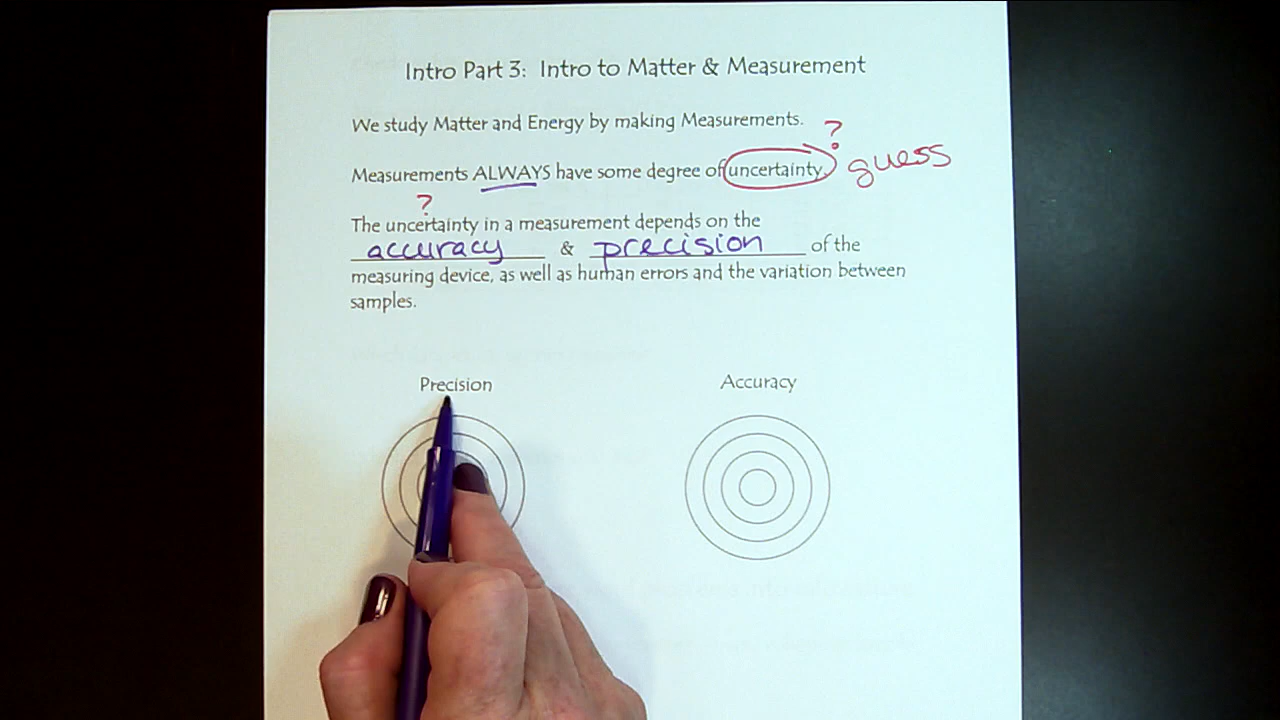 Intro Part 3: Intro to Matter & Measurement
We study Matter and Energy by making Measurements.
?
Measurements ALWAYS have some degree of uncertainty. guess
?
The uncertainty in a measurement depends on the
accuracy & precision of the
measuring device, as well as human errors and the variation between
samples.
Precision Accuracy